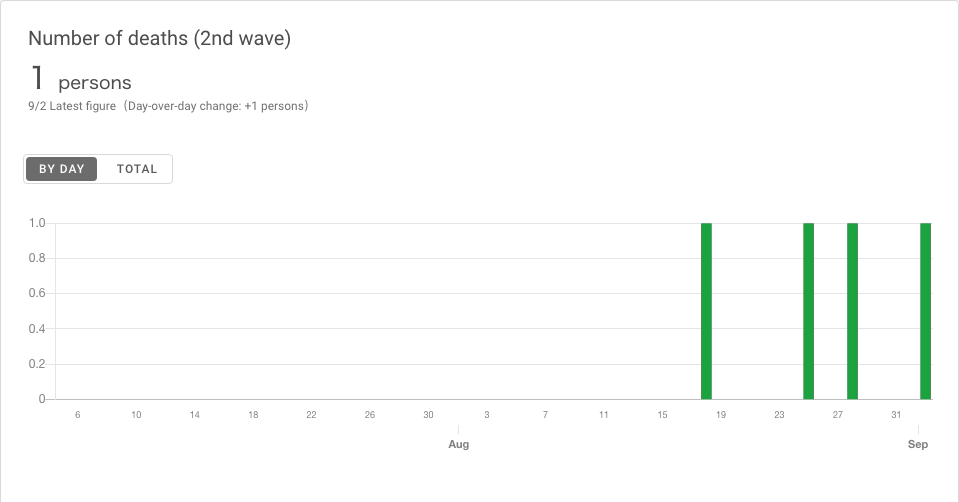 Number of deaths (2nd wave)
1 persons
9/2 Latest figure（Day-over-day change: +1 persons）
BY DAY TOTAL
1.0
0.8
0.6
0.4
0.2
0
6 10 14 18 22 26 30 3 7 11 15 19 23 27 31
Aug Sep